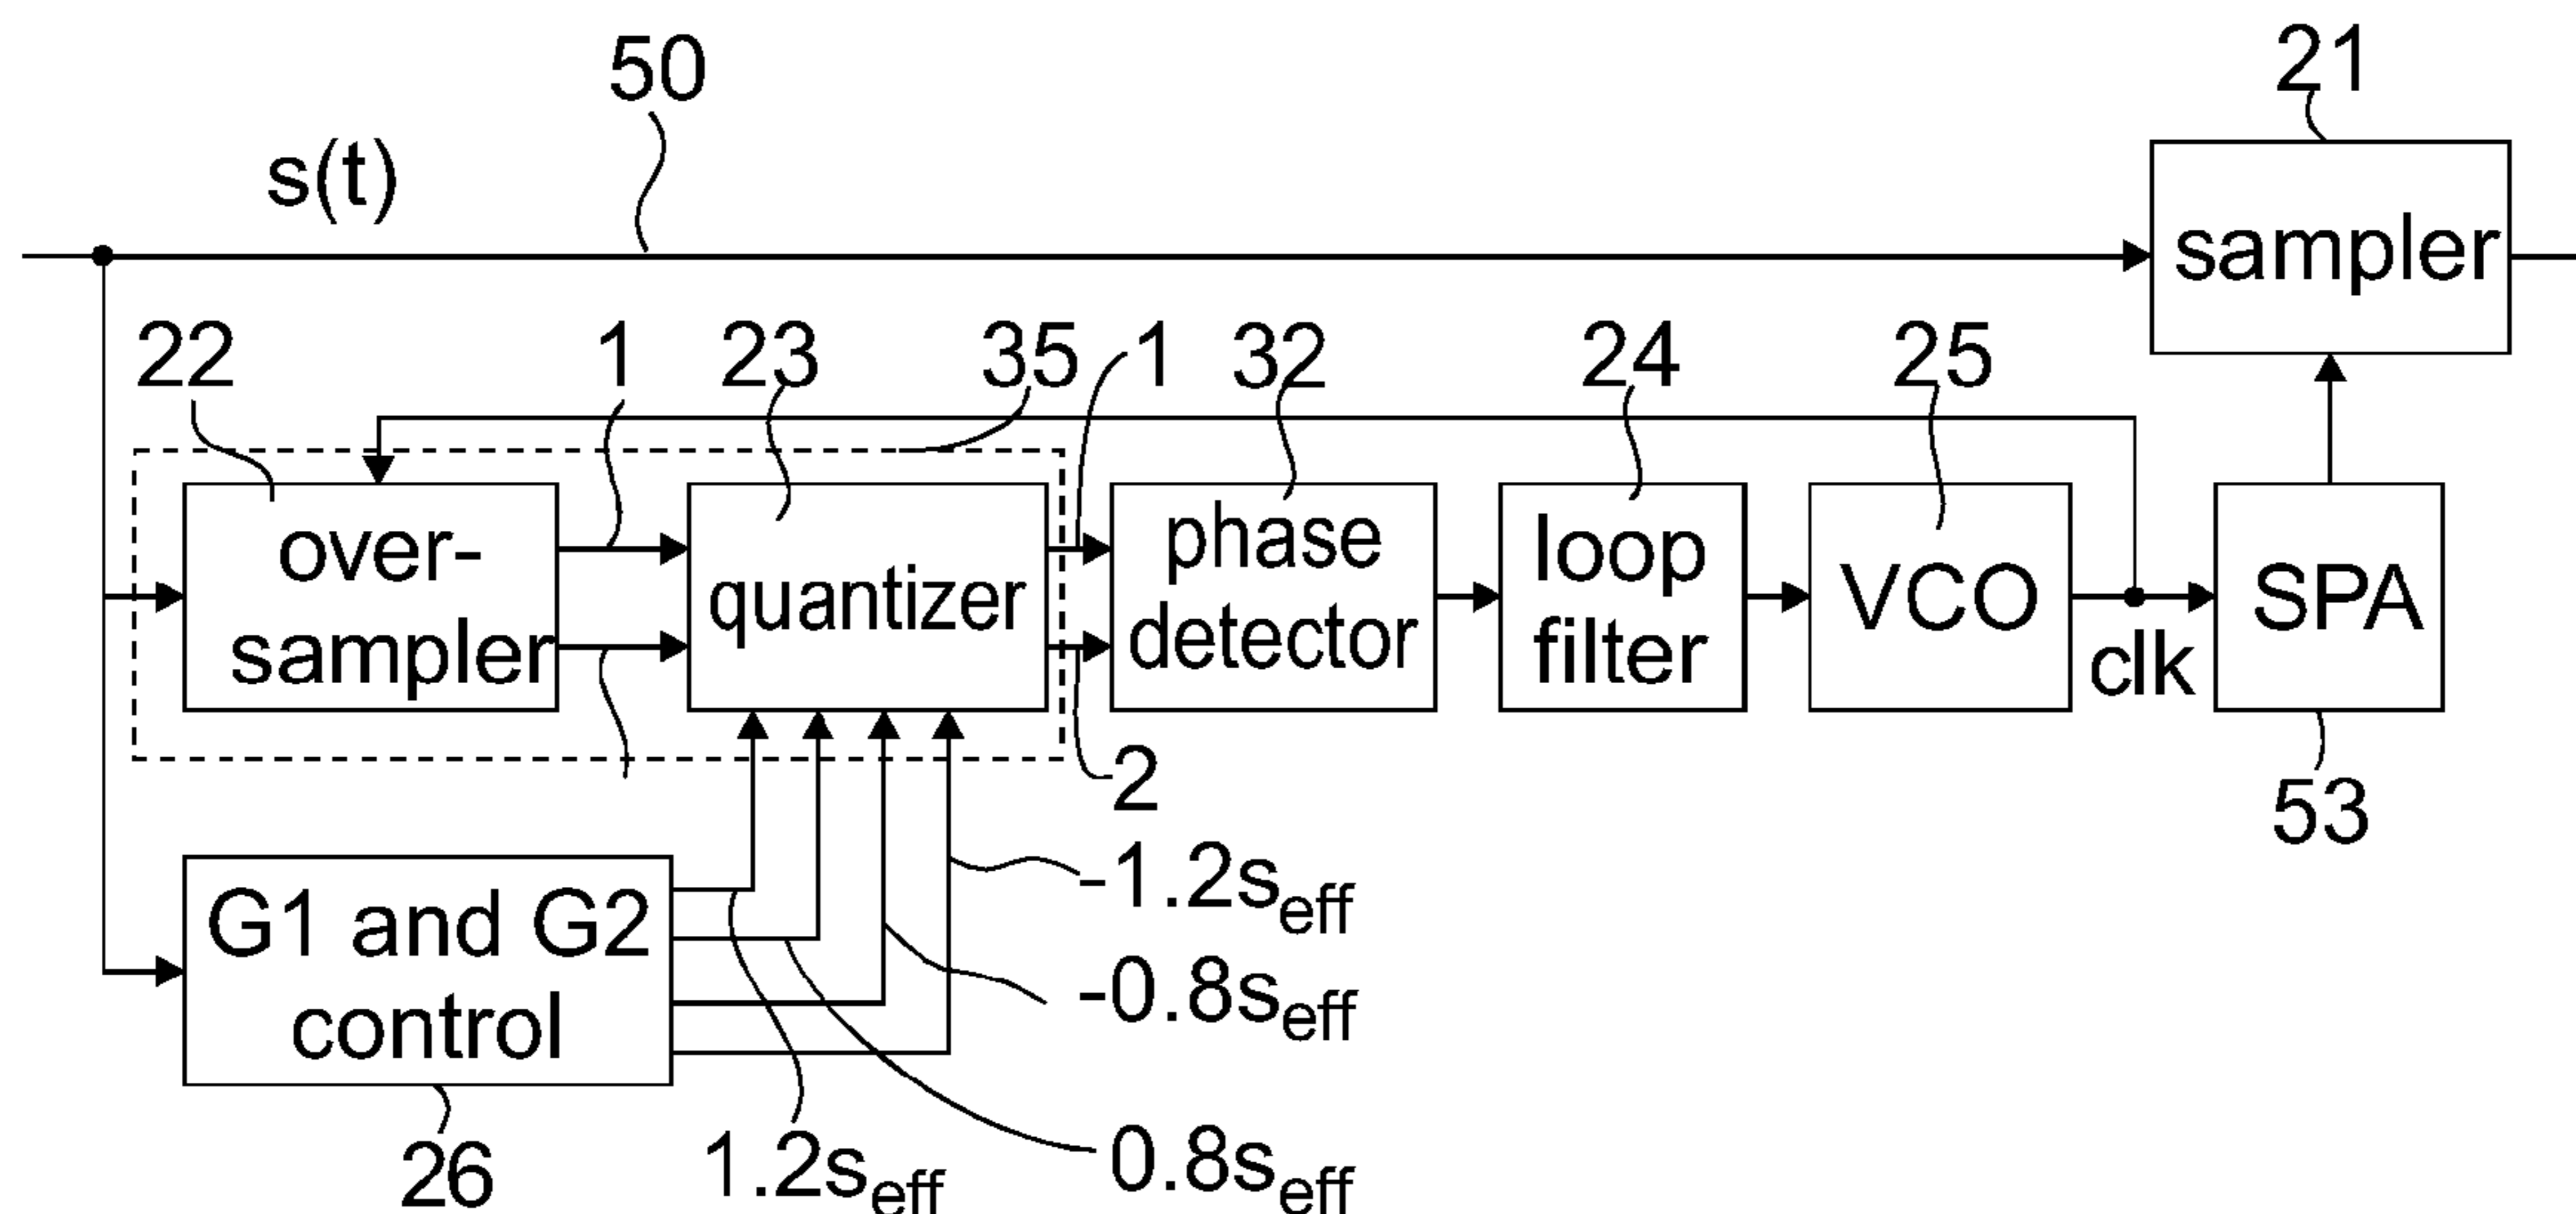 50
21
s(t)
sampler
22
1
23
35
1
32
24
25
over-
sampler
quantizer
phase
detector
loop
filter
VCO
clk
SPA
2
53
G1 and G2
control
-1.2seff
-0.8seff
26
1.2seff
0.8seff